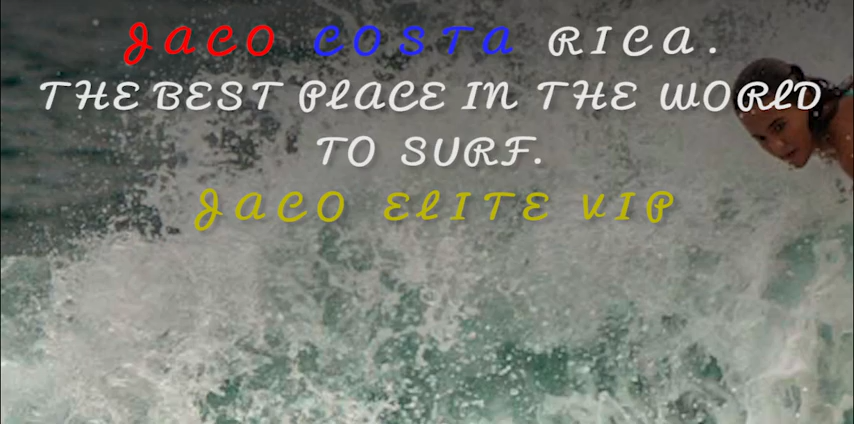 JACO COSTA RICA.
THE BEST PLACE IN THE WORLD
TO SURF.
JACO ELITE VIP